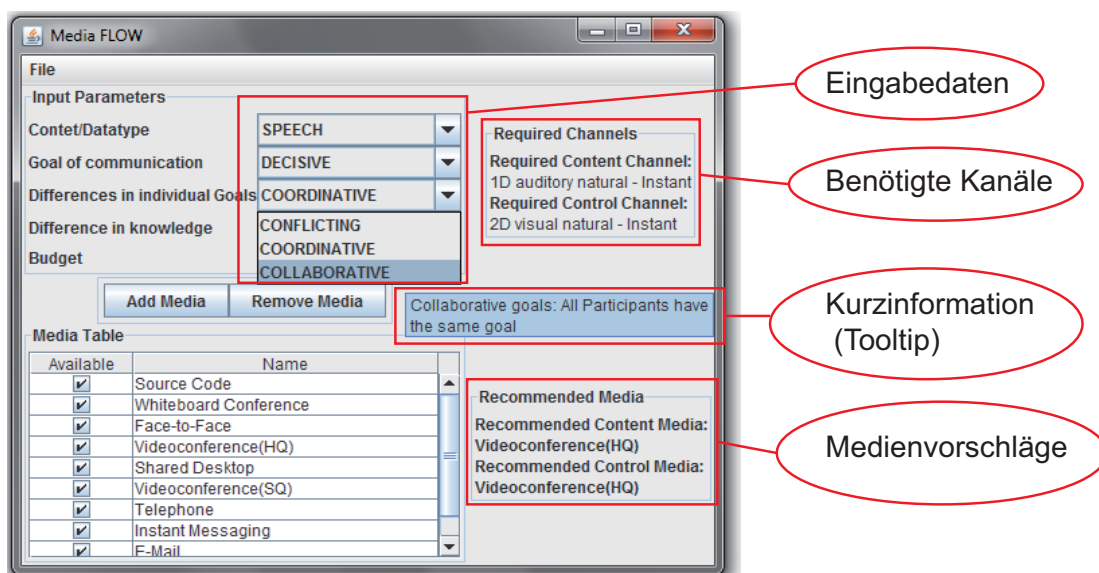 Media FLOW
File
Input Parameters
Contet/Datatype
SPEECH
Goal of communication
DECISIVE
Differences in individual Goals
COORDINATIVE
CONFLICTING
COORDINATIVE
COLLABORATIVE
Difference in knowledge
Budget
Required Channels
Required Content Channel:
1D auditory natural - Instant
Required Control Channel:
2D visual natural - Instant
Add Media
Remove Media
Collaborative goals: All Participants have
the same goal
Media Table
Available
Name
Source Code
Whiteboard Conference
Face-to-Face
Videoconference(HQ)
Shared Desktop
Videoconference(SQ)
Telephone
Instant Messaging
E-Mail
Recommended Media
Recommended Content Media:
Videoconference(HQ)
Recommended Control Media:
Videoconference(HQ)
Eingabedaten
Benötigte Kanäle
Kurzinformation
(Tooltip)
Medienvorschläge